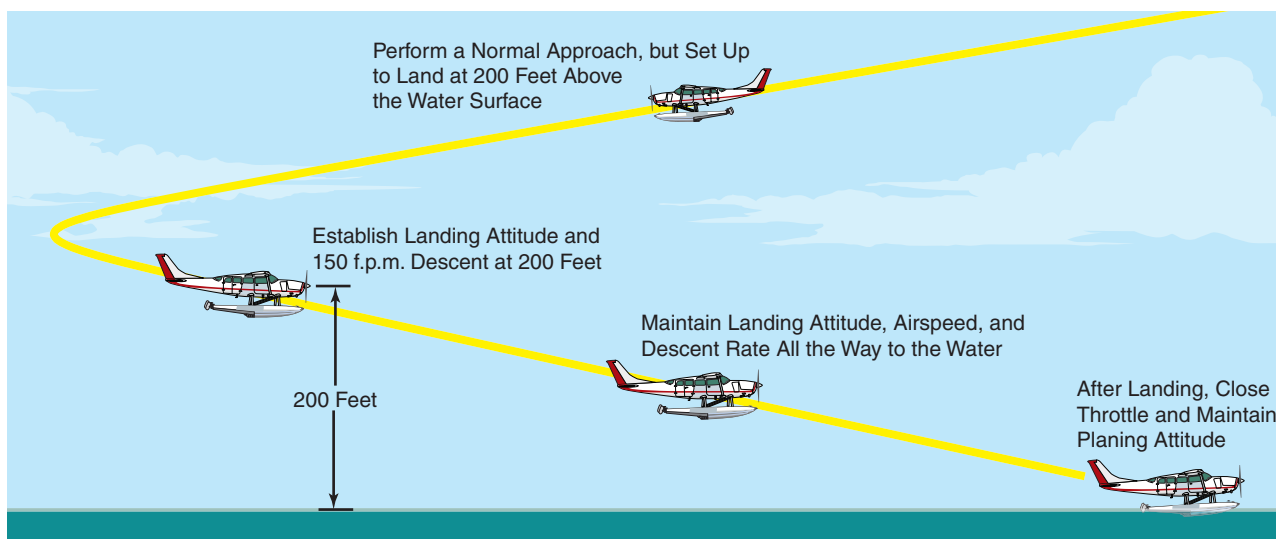 Perform a Normal Approach, but Set Up
to Land at 200 Feet Above
the Water Surface
Establish Landing Attitude and
150 f.p.m. Descent at 200 Feet
Maintain Landing Attitude, Airspeed, and
Descent Rate All the Way to the Water
200 Feet
After Landing, Close
Throttle and Maintain
Planing Attitude